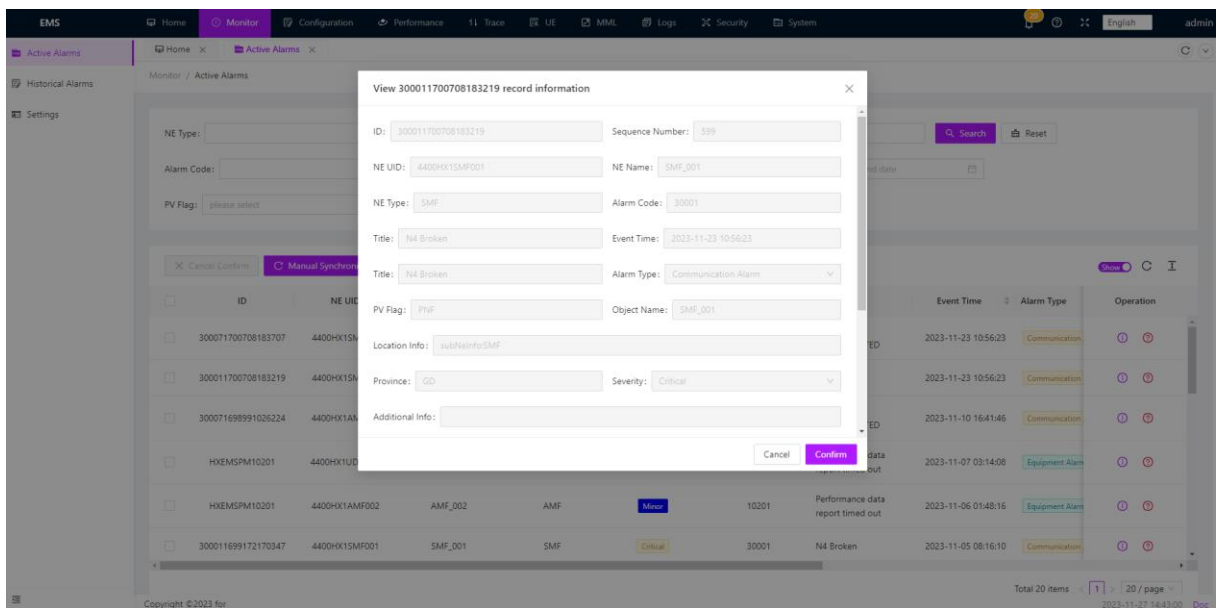 EMS Home Monitor Configuration Performance Trace UE MML Logs Security System 20 English admin
Active Alarms Home Active Alarms
Monitor / Active Alarms
Historical Alarms
Settings
View 300011700708183219 record information
ID: 300011700708183219 Sequence Number: 599
NE UID: 4400HX1SMF001 NE Name: SMF_001
NE Type: SMF Alarm Code: 30001
Title: N4 Broken Event Time: 2023-11-23 10:56:23
Title: N4 Broken Alarm Type: Communication Alarm
PV Flag: PNF Object Name: SMF_001
Location Info: subNeInfo:SMF
Province: GD Severity: Critical
Additional Info:
Cancel Confirm
NE Type: Search Reset
Alarm Code: end date
PV Flag: please select
Cancel Confirm Manual Synchron Show
ID NE UID Event Time Alarm Type Operation
300071700708183707 4400HX1SM ED 2023-11-23 10:56:23 Communication
300011700708183219 4400HX1SM 2023-11-23 10:56:23 Communication
300071698991026224 4400HX1AM ED 2023-11-10 16:41:46 Communication
HXEMSPM10201 4400HX1UD data
report timed out 2023-11-07 03:14:08 Equipment Alarm
HXEMSPM10201 4400HX1AMF002 AMF_002 AMF Minor 10201 Performance data
report timed out 2023-11-06 01:48:16 Equipment Alarm
300011699172170347 4400HX1SMF001 SMF_001 SMF Critical 30001 N4 Broken 2023-11-05 08:16:10 Communication
Total 20 items < 1 > 20 / page
Copyright ©2023 for 2023-11-27 14:43:00 Doc